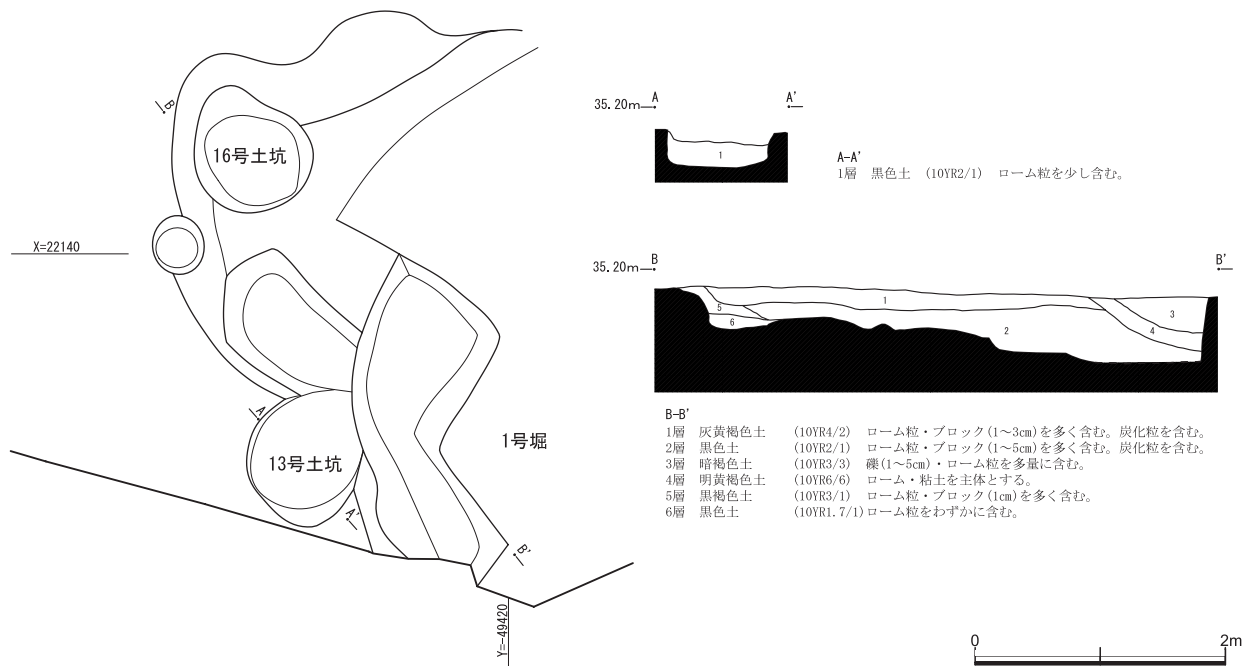 B
16号土坑
X=22140
A
13号土坑
A'
1号堀
B'
Y=-49420
35.20m A A'
1
A-A'
1層 黒色土 (10YR2/1) ローム粒を少し含む。
35.20m B B'
1
5
6
2
3
4
B-B'
1層 灰黄褐色土 (10YR4/2) ローム粒・ブロック(1～3cm)を多く含む。炭化粒を含む。
2層 黒色土 (10YR2/1) ローム粒・ブロック(1～5cm)を多く含む。炭化粒を含む。
3層 暗褐色土 (10YR3/3) 礫(1～5cm)・ローム粒を多量に含む。
4層 明黄褐色土 (10YR6/6) ローム・粘土を主体とする。
5層 黒褐色土 (10YR3/1) ローム粒・ブロック(1cm)を多く含む。
6層 黒色土 (10YR1.7/1) ローム粒をわずかに含む。
0 2m